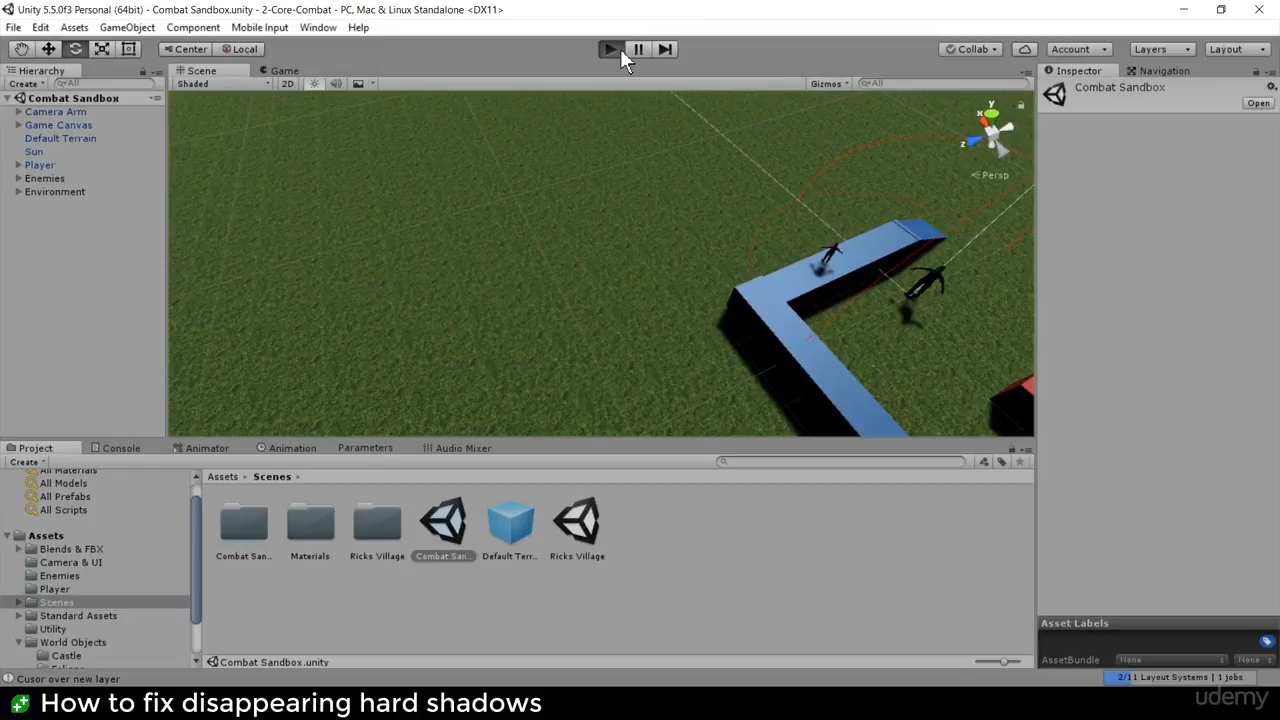 Unity 5.5.0f3 Personal (64bit) - Combat Sandbox.unity - 2-Core-Combat - PC, Mac & Linux Standalone <DX11>
File Edit Assets GameObject Component Mobile Input Window Help
Center Local Collab Account Layers Layout
Hierarchy Scene Game Inspector Navigation
Create All Shaded 2D Gizmos All
Combat Sandbox
Open
Combat Sandbox
Camera Arm
Game Canvas
Default Terrain
Sun
Player
Enemies
Environment
y
x
z
Persp
Project Console Animator Animation Parameters Audio Mixer
Create
All Materials
All Models
All Prefabs
All Scripts
Assets
Blends & FBX
Camera & UI
Enemies
Player
Scenes
Standard Assets
Utility
World Objects
Castle
Assets Scenes
Combat San... Materials Ricks Village Combat San... Default Terr... Ricks Village
Combat Sandbox.unity
Asset Labels
AssetBundle None None
Cusor over new layer
2/11 Layout Systems | 1 jobs
How to fix disappearing hard shadows
udemy